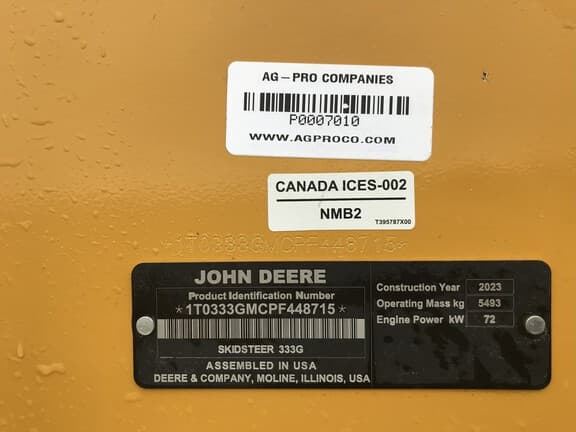 AG-PRO COMPANIES
P0007010
WWW.AGPROCO.COM
CANADA ICES-002
NMB2
T395787X00
*1T0333GMCPF448715*
JOHN DEERE
Product Identification Number
*1T0333GMCPF448715*
SKIDSTEER 333G
ASSEMBLED IN USA
DEERE & COMPANY, MOLINE, ILLINOIS, USA
Construction Year 2023
Operating Mass kg 5493
Engine Power kW 72